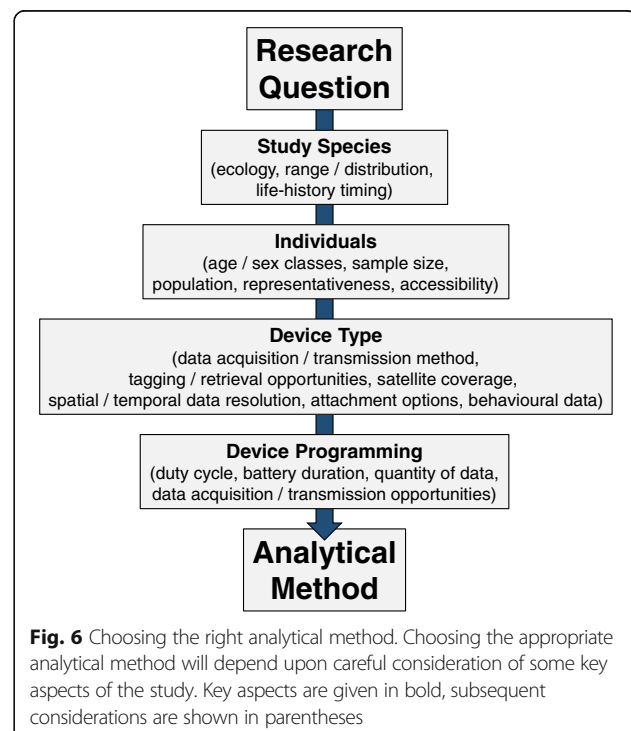 Research
Question
Study Species
(ecology, range / distribution,
life-history timing)
Individuals
(age / sex classes, sample size,
population, representativeness, accessibility)
Device Type
(data acquisition / transmission method,
tagging / retrieval opportunities, satellite coverage,
spatial / temporal data resolution, attachment options, behavioural data)
Device Programming
(duty cycle, battery duration, quantity of data,
data acquisition / transmission opportunities)
Analytical
Method
Fig. 6 Choosing the right analytical method. Choosing the appropriate
analytical method will depend upon careful consideration of some key
aspects of the study. Key aspects are given in bold, subsequent
considerations are shown in parentheses